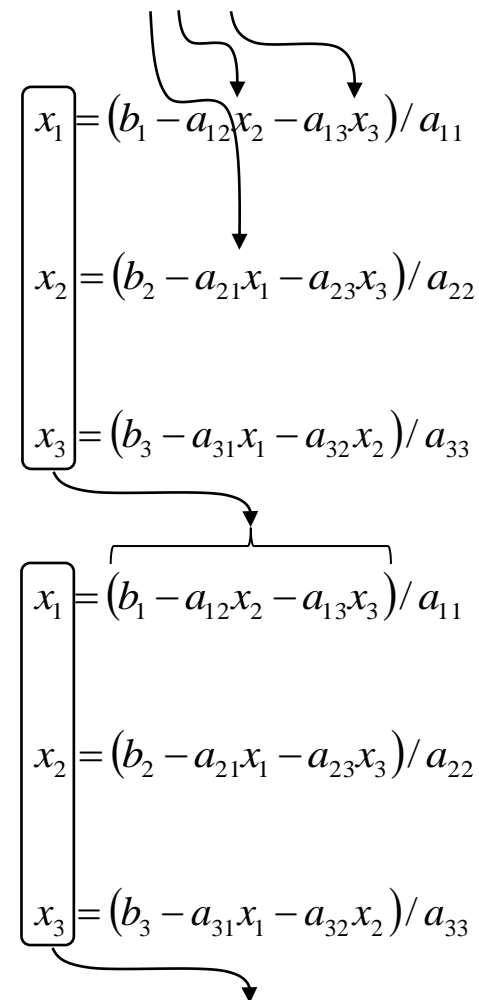 x₁ = (b₁ − a₁₂x₂ − a₁₃x₃)/a₁₁
x₂ = (b₂ − a₂₁x₁ − a₂₃x₃)/a₂₂
x₃ = (b₃ − a₃₁x₁ − a₃₂x₂)/a₃₃
x₁ = (b₁ − a₁₂x₂ − a₁₃x₃)/a₁₁
x₂ = (b₂ − a₂₁x₁ − a₂₃x₃)/a₂₂
x₃ = (b₃ − a₃₁x₁ − a₃₂x₂)/a₃₃